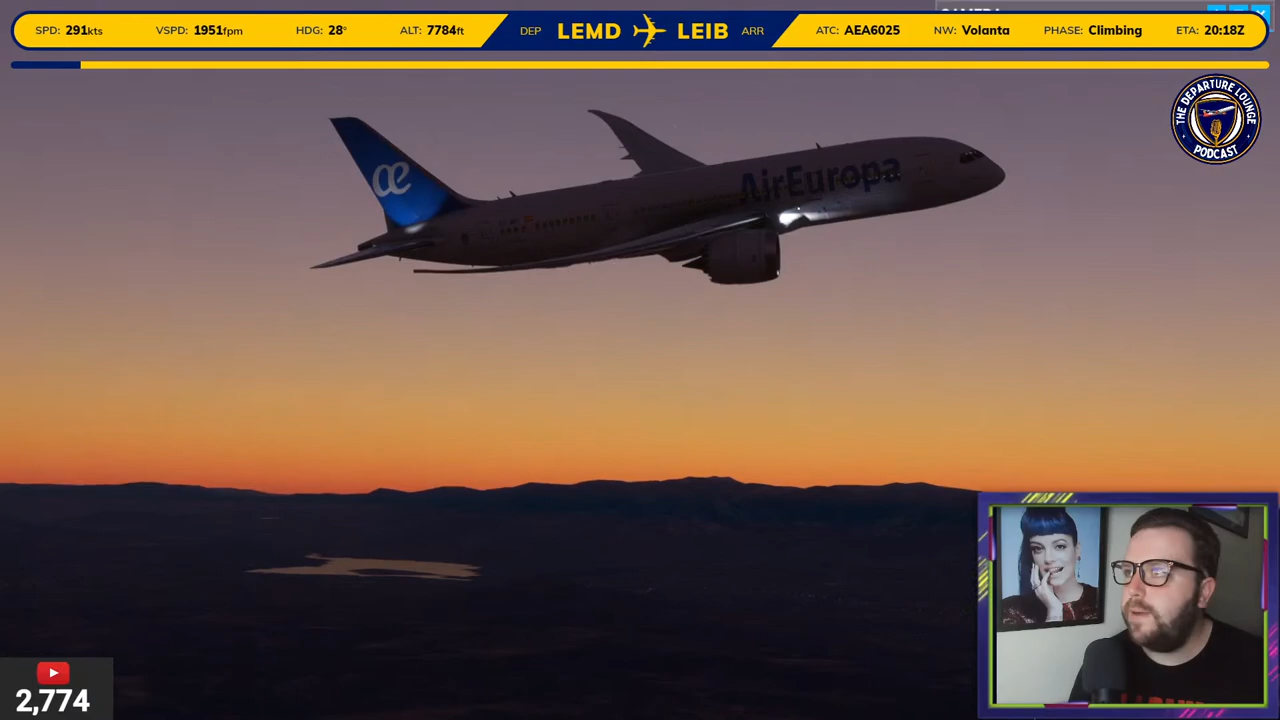 SPD: 291kts VSPD: 1951fpm HDG: 28° ALT: 7784ft DEP LEMD LEIB ARR ATC: AEA6025 NW: Volanta PHASE: Climbing ETA: 20:18Z
THE DEPARTURE LOUNGE
PODCAST
æ
AirEuropa
2,774